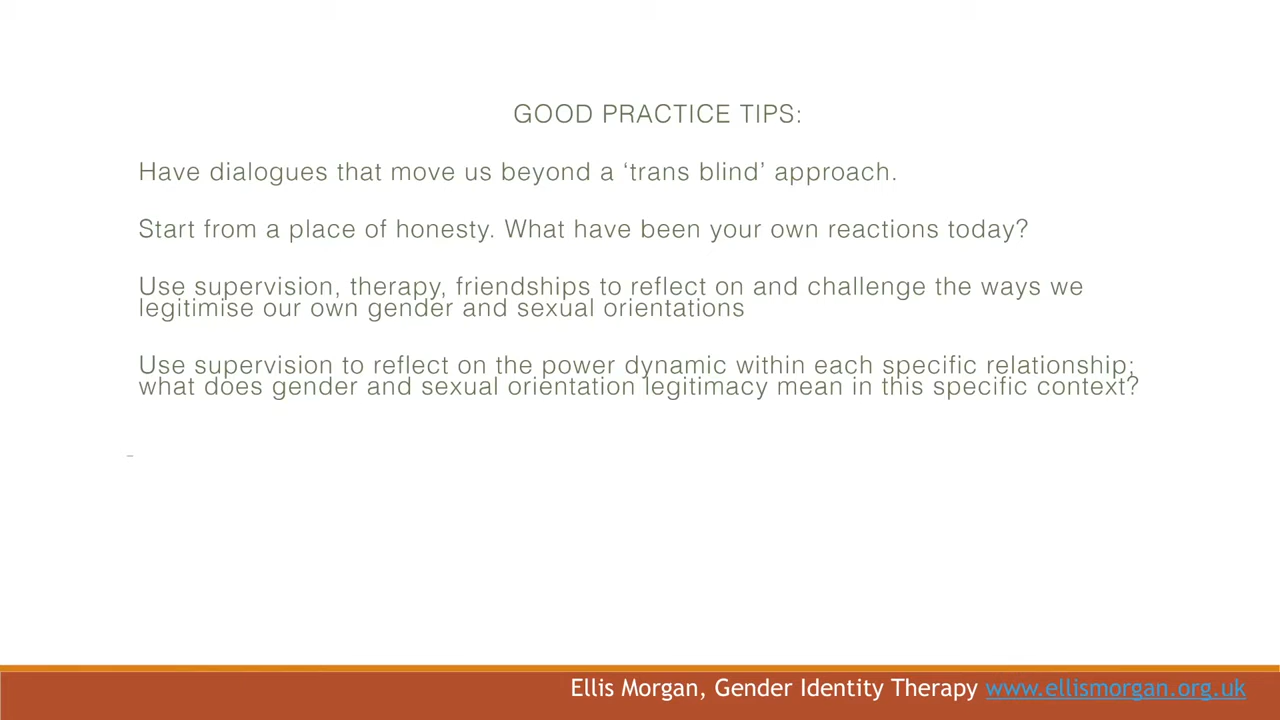 GOOD PRACTICE TIPS:
Have dialogues that move us beyond a ‘trans blind’ approach.
Start from a place of honesty. What have been your own reactions today?
Use supervision, therapy, friendships to reflect on and challenge the ways we
legitimise our own gender and sexual orientations
Use supervision to reflect on the power dynamic within each specific relationship;
what does gender and sexual orientation legitimacy mean in this specific context?
Ellis Morgan, Gender Identity Therapy www.ellismorgan.org.uk